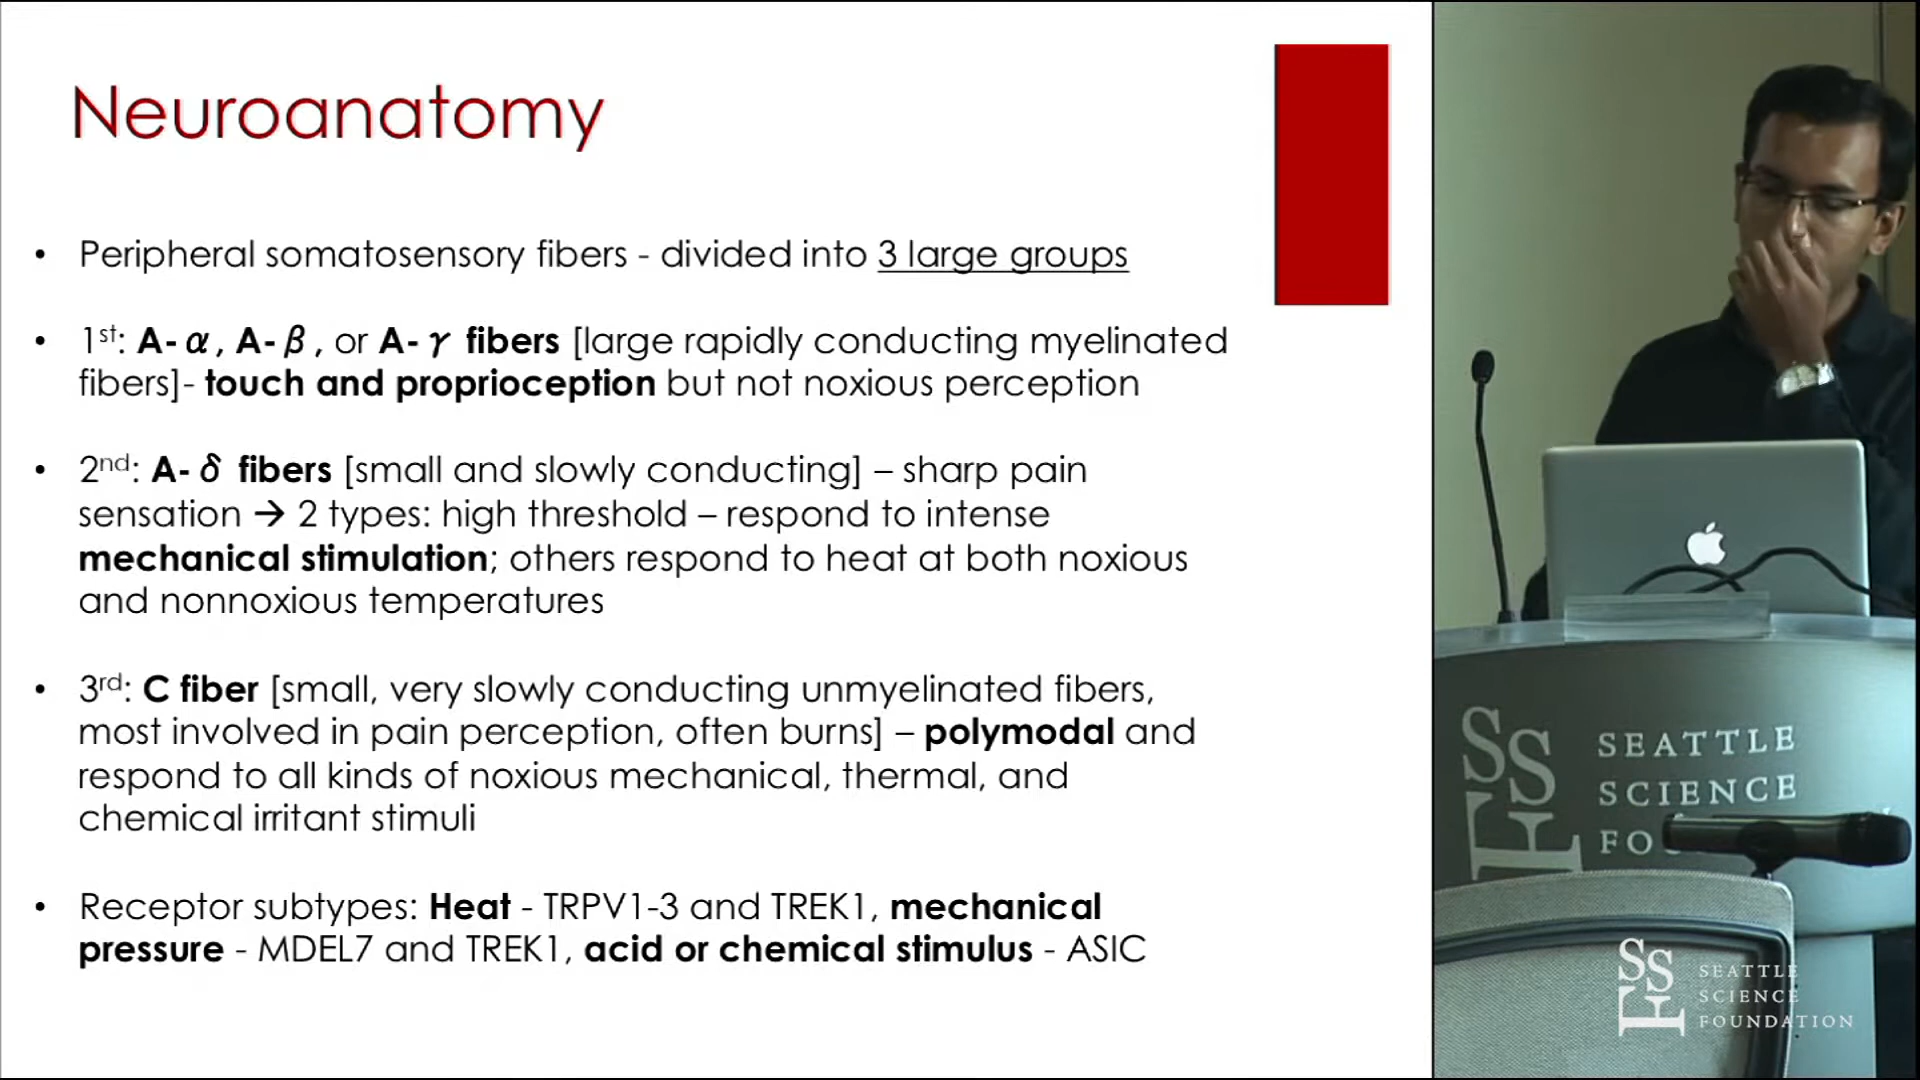 Neuroanatomy
• Peripheral somatosensory fibers - divided into 3 large groups
• 1st: A- α , A- β , or A- γ fibers [large rapidly conducting myelinated
fibers]- touch and proprioception but not noxious perception
• 2nd: A- δ fibers [small and slowly conducting] – sharp pain
sensation → 2 types: high threshold – respond to intense
mechanical stimulation; others respond to heat at both noxious
and nonnoxious temperatures
• 3rd: C fiber [small, very slowly conducting unmyelinated fibers,
most involved in pain perception, often burns] – polymodal and
respond to all kinds of noxious mechanical, thermal, and
chemical irritant stimuli
• Receptor subtypes: Heat - TRPV1-3 and TREK1, mechanical
pressure - MDEL7 and TREK1, acid or chemical stimulus - ASIC
SSF
SEATTLE
SCIENCE
SSF
SEATTLE
SCIENCE
FOUNDATION